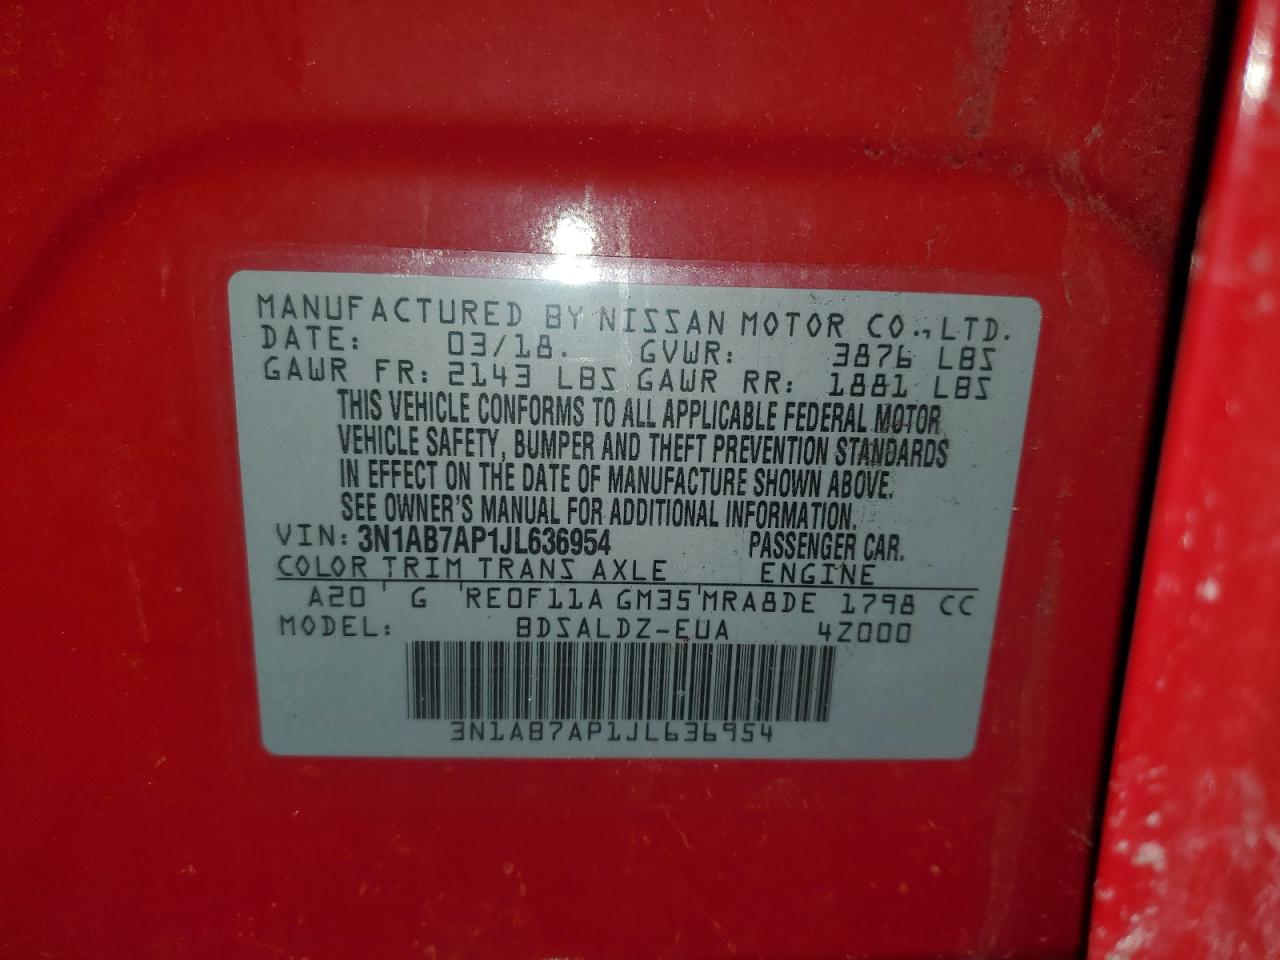 MANUFACTURED BY NISSAN MOTOR CO., LTD.
DATE: 03/18. GVWR: 3876 LBS
GAWR FR: 2143 LBS GAWR RR: 1881 LBS
THIS VEHICLE CONFORMS TO ALL APPLICABLE FEDERAL MOTOR
VEHICLE SAFETY, BUMPER AND THEFT PREVENTION STANDARDS
IN EFFECT ON THE DATE OF MANUFACTURE SHOWN ABOVE.
SEE OWNER'S MANUAL FOR ADDITIONAL INFORMATION.
VIN: 3N1AB7AP1JL636954 PASSENGER CAR.
COLOR TRIM TRANS AXLE ENGINE
A20 G RE0F11A GM35 MRA8DE 1798 CC
MODEL: BDSALDZ-EUA 4Z000
3N1AB7AP1JL636954